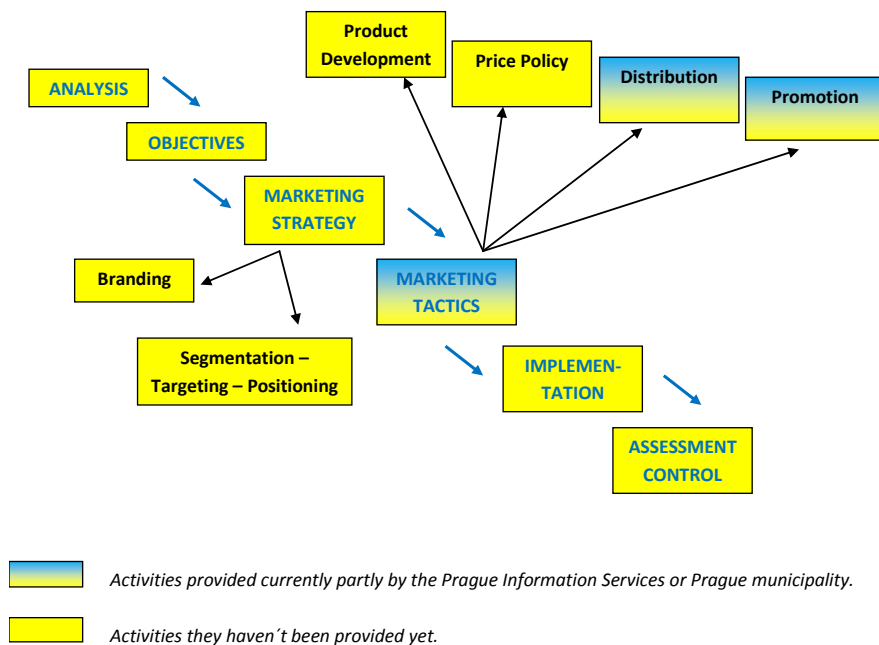 Product
Development
Price Policy
Distribution
Promotion
ANALYSIS
OBJECTIVES
MARKETING
STRATEGY
Branding
MARKETING
TACTICS
Segmentation –
Targeting – Positioning
IMPLEMEN-
TATION
ASSESSMENT
CONTROL
Activities provided currently partly by the Prague Information Services or Prague municipality.
Activities they haven´t been provided yet.